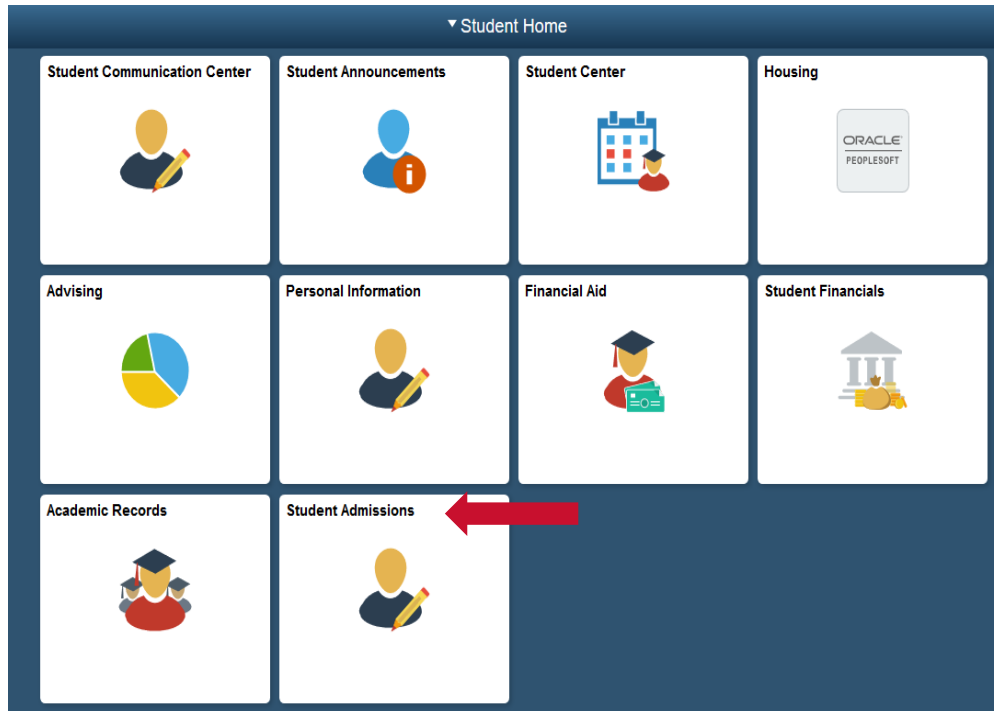 Student Home
Student Communication Center
Student Announcements
Student Center
Housing
ORACLE
PEOPLESOFT
Advising
Personal Information
Financial Aid
Student Financials
Academic Records
Student Admissions